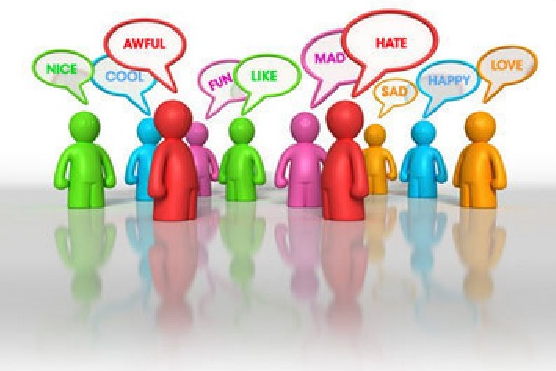 NICE
COOL
AWFUL
FUN
LIKE
MAD
HATE
SAD
HAPPY
LOVE